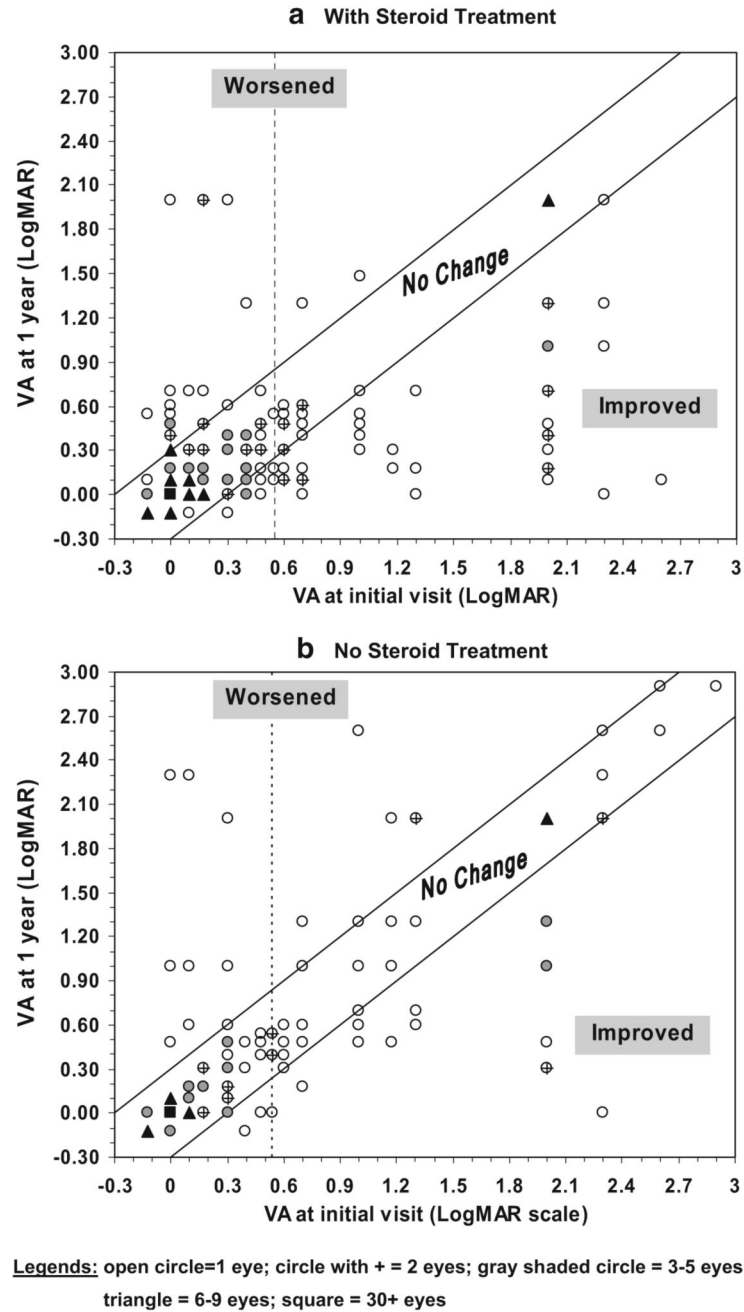 a With Steroid Treatment
3.00
2.70
2.40
2.10
1.80
1.50
1.20
0.90
0.60
0.30
0.00
-0.30
VA at 1 year (LogMAR)
Worsened
No Change
Improved
-0.3 0 0.3 0.6 0.9 1.2 1.5 1.8 2.1 2.4 2.7 3
VA at initial visit (LogMAR)
b No Steroid Treatment
3.00
2.70
2.40
2.10
1.80
1.50
1.20
0.90
0.60
0.30
0.00
-0.30
VA at 1 year (LogMAR)
Worsened
No Change
Improved
-0.3 0 0.3 0.6 0.9 1.2 1.5 1.8 2.1 2.4 2.7 3
VA at initial visit (LogMAR scale)
Legends: open circle=1 eye; circle with + = 2 eyes; gray shaded circle = 3-5 eyes
triangle = 6-9 eyes; square = 30+ eyes